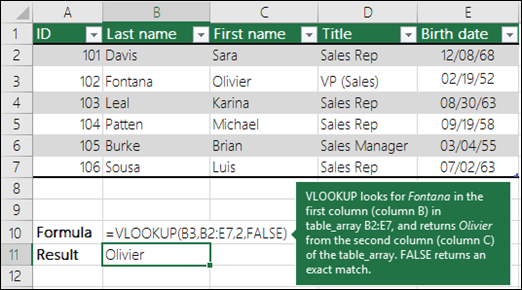 A B C D E
1 ID Last name First name Title Birth date
2 101 Davis Sara Sales Rep 12/08/68
3 102 Fontana Olivier VP (Sales) 02/19/52
4 103 Leal Karina Sales Rep 08/30/63
5 104 Patten Michael Sales Rep 09/19/58
6 105 Burke Brian Sales Manager 03/04/55
7 106 Sousa Luis Sales Rep 07/02/63
8
9
10 Formula =VLOOKUP(B3,B2:E7,2,FALSE)
11 Result Olivier
12
VLOOKUP looks for Fontana in the
first column (column B) in
table_array B2:E7, and returns Olivier
from the second column (column C)
of the table_array. FALSE returns an
exact match.